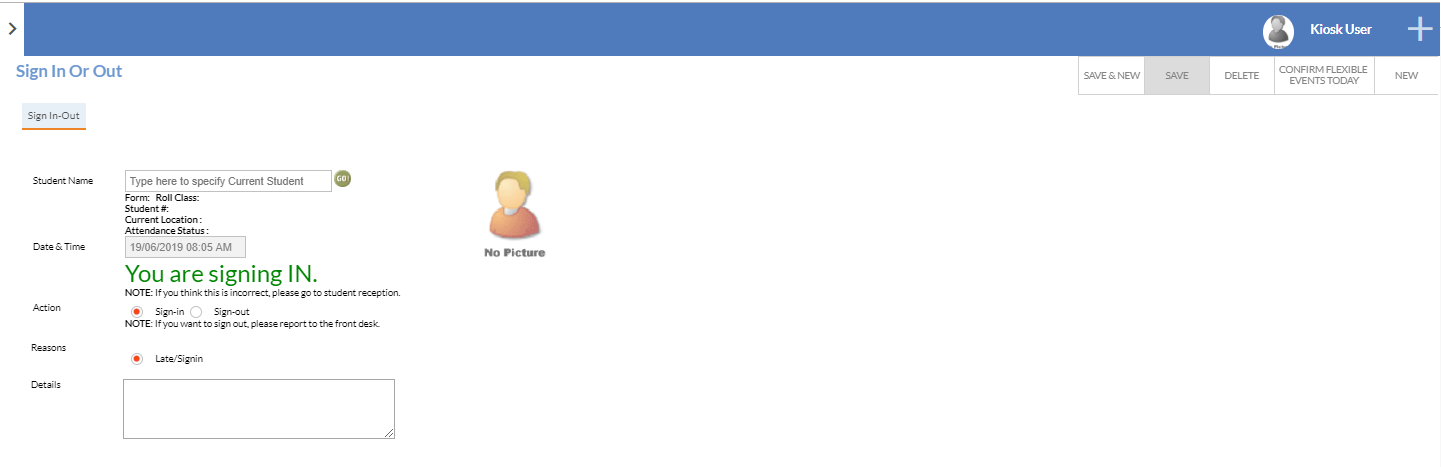 Kiosk User
Sign In Or Out
SAVE & NEW
SAVE
DELETE
CONFIRM FLEXIBLE
EVENTS TODAY
NEW
Sign In-Out
Student Name
Type here to specify Current Student
GO!
Form: Roll Class:
Student #:
Current Location :
Attendance Status :
No Picture
Date & Time
19/06/2019 08:05 AM
You are signing IN.
NOTE: If you think this is incorrect, please go to student reception.
Action
Sign-in
Sign-out
NOTE: If you want to sign out, please report to the front desk.
Reasons
Late/Signin
Details